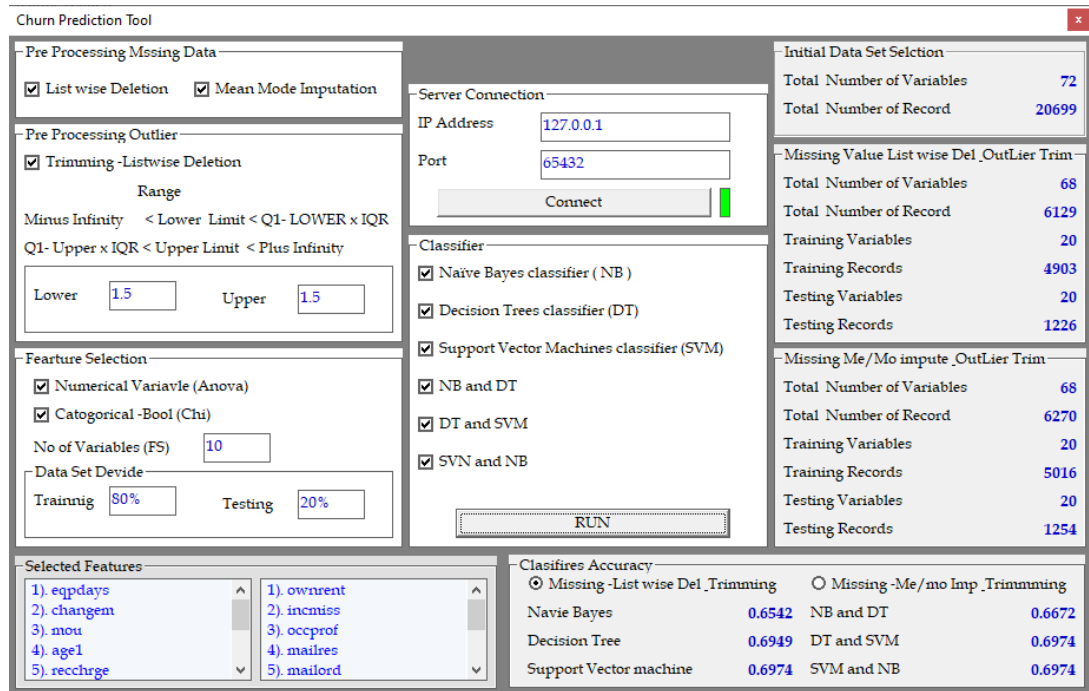 Churn Prediction Tool
x
Pre Processing Mssing Data
List wise Deletion Mean Mode Imputation
Pre Processing Outlier
Trimming -Listwise Deletion
Range
Minus Infinity < Lower Limit < Q1- LOWER x IQR
Q1- Upper x IQR < Upper Limit < Plus Infinity
Lower 1.5 Upper 1.5
Fearture Selection
Numerical Variavle (Anova)
Catogorical -Bool (Chi)
No of Variables (FS) 10
Data Set Devide
Trainnig 80% Testing 20%
Server Connection
IP Address 127.0.0.1
Port 65432
Connect
Classifier
Naïve Bayes classifier ( NB )
Decision Trees classifier (DT)
Support Vector Machines classifier (SVM)
NB and DT
DT and SVM
SVN and NB
RUN
Initial Data Set Selction
Total Number of Variables 72
Total Number of Record 20699
Missing Value List wise Del_OutLier Trim
Total Number of Variables 68
Total Number of Record 6129
Training Variables 20
Training Records 4903
Testing Variables 20
Testing Records 1226
Missing Me/Mo impute_OutLier Trim
Total Number of Variables 68
Total Number of Record 6270
Training Variables 20
Training Records 5016
Testing Variables 20
Testing Records 1254
Selected Features
1). eqpdays
2). changem
3). mou
4). age1
5). recchrge
1). ownrent
2). incmiss
3). occprof
4). mailres
5). mailord
Clasifires Accuracy
Missing -List wise Del_Trimming Missing -Me/mo Imp_Trimmming
Navie Bayes 0.6542 NB and DT 0.6672
Decision Tree 0.6949 DT and SVM 0.6974
Support Vector machine 0.6974 SVM and NB 0.6974